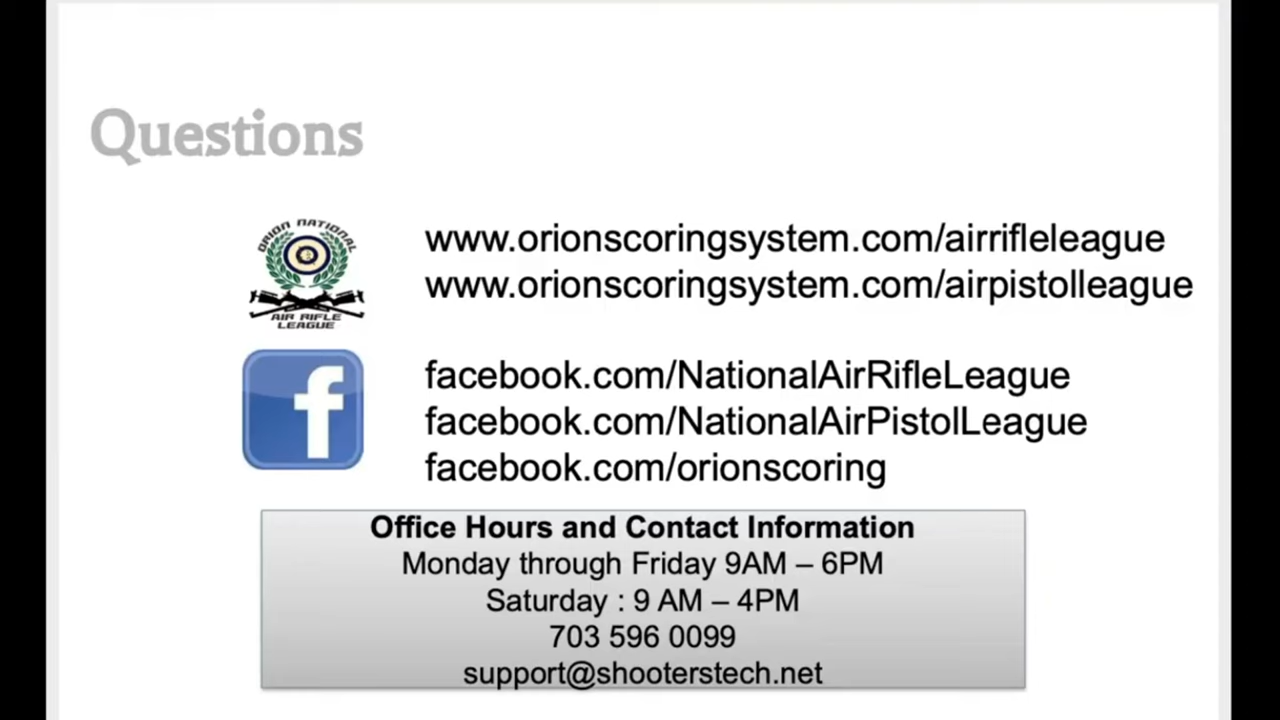 Questions
ORION NATIONAL
AIR RIFLE
LEAGUE
www.orionscoringsystem.com/airrifleleague
www.orionscoringsystem.com/airpistolleague
f
facebook.com/NationalAirRifleLeague
facebook.com/NationalAirPistolLeague
facebook.com/orionscoring
Office Hours and Contact Information
Monday through Friday 9AM – 6PM
Saturday : 9 AM – 4PM
703 596 0099
support@shooterstech.net